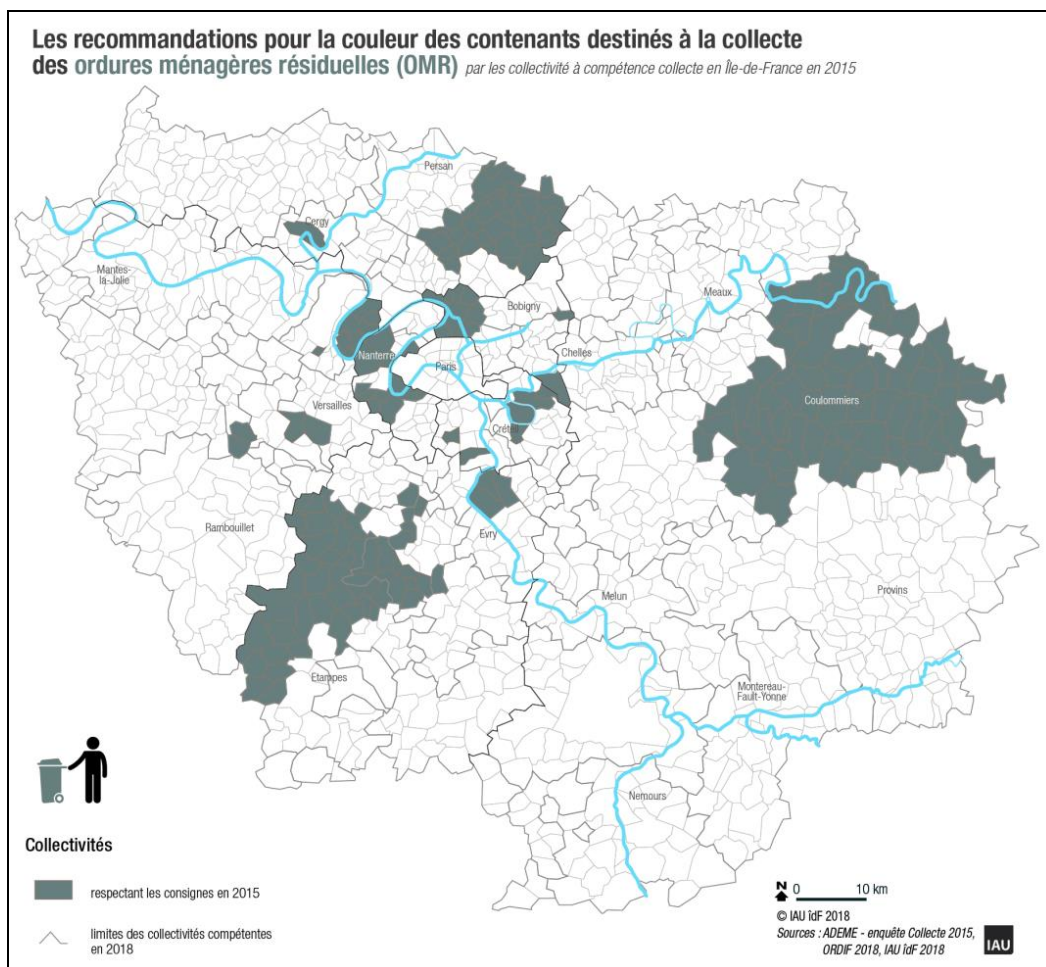 Les recommandations pour la couleur des contenants destinés à la collecte
des ordures ménagères résiduelles (OMR) par les collectivité à compétence collecte en Île-de-France en 2015
Persan
Cergy
Mantes-
la-Jolie
Meaux
Bobigny
Nanterre
Chelles
Paris
Coulommiers
Versailles
Créteil
Rambouillet
Evry
Provins
Melun
Etampes
Montereau-
Fault-Yonne
Nemours
Collectivités
respectant les consignes en 2015
limites des collectivités compétentes
en 2018
N 0 10 km
© IAU îdF 2018
Sources : ADEME - enquête Collecte 2015,
ORDIF 2018, IAU îdF 2018
IAU